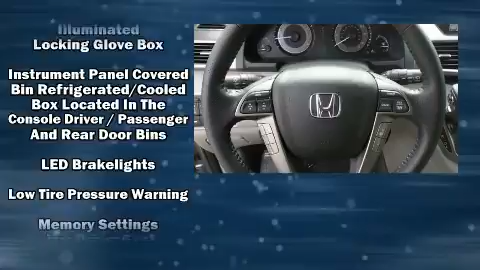 Illuminated
Locking Glove Box
Instrument Panel Covered
Bin Refrigerated/Cooled
Box Located In The
Console Driver / Passenger
And Rear Door Bins
LED Brakelights
Low Tire Pressure Warning
Memory Settings